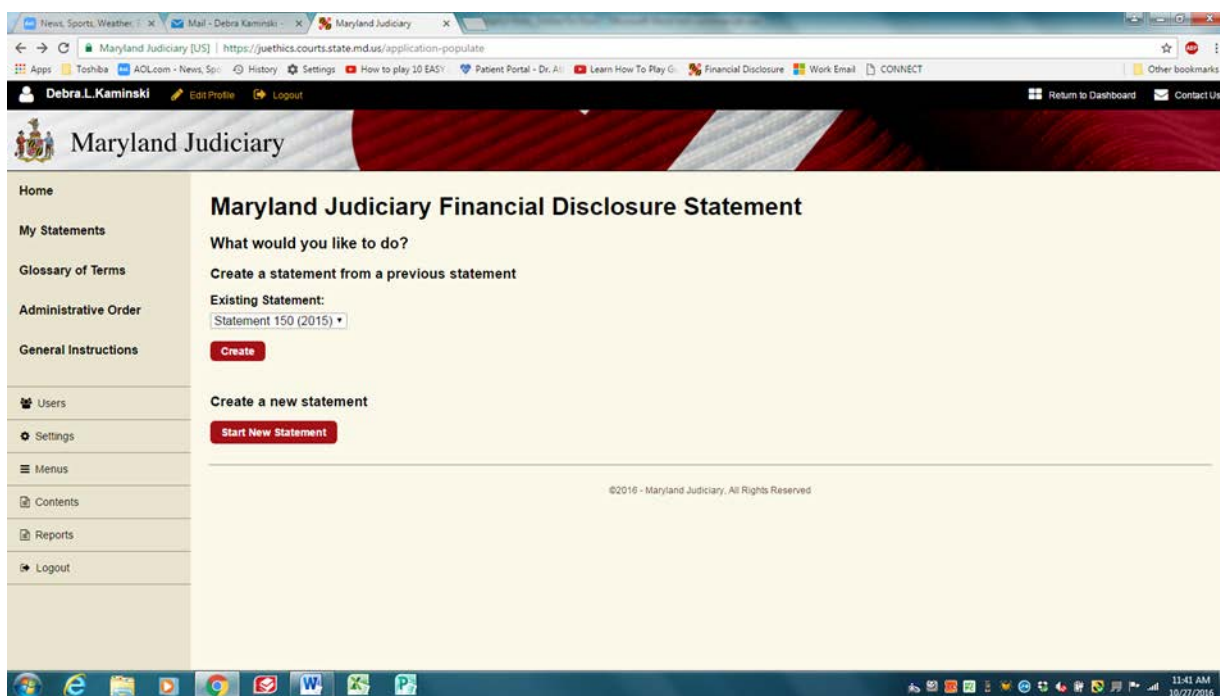 News, Sports, Weather, E
Mail - Debra Kaminski -
Maryland Judiciary
Maryland Judiciary [US] | https://juethics.courts.state.md.us/application-populate
Apps Toshiba AOL.com - News, Spo History Settings How to play 10 EASY Patient Portal - Dr. Ali Learn How To Play G Financial Disclosure Work Email CONNECT Other bookmarks
Debra.L.Kaminski Edit Profile Logout Return to Dashboard Contact Us
Maryland Judiciary
Home
My Statements
Glossary of Terms
Administrative Order
General Instructions
Users
Settings
Menus
Contents
Reports
Logout
Maryland Judiciary Financial Disclosure Statement
What would you like to do?
Create a statement from a previous statement
Existing Statement:
Statement 150 (2015)
Create
Create a new statement
Start New Statement
©2016 - Maryland Judiciary, All Rights Reserved
11:41 AM
10/27/2016